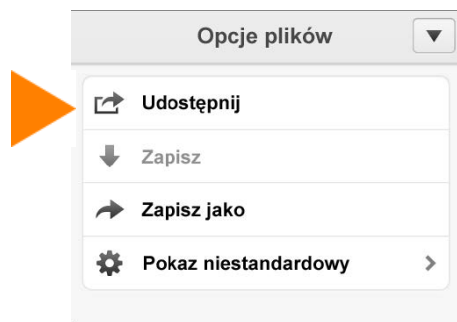 Opcje plików
Udostępnij
Zapisz
Zapisz jako
Pokaz niestandardowy